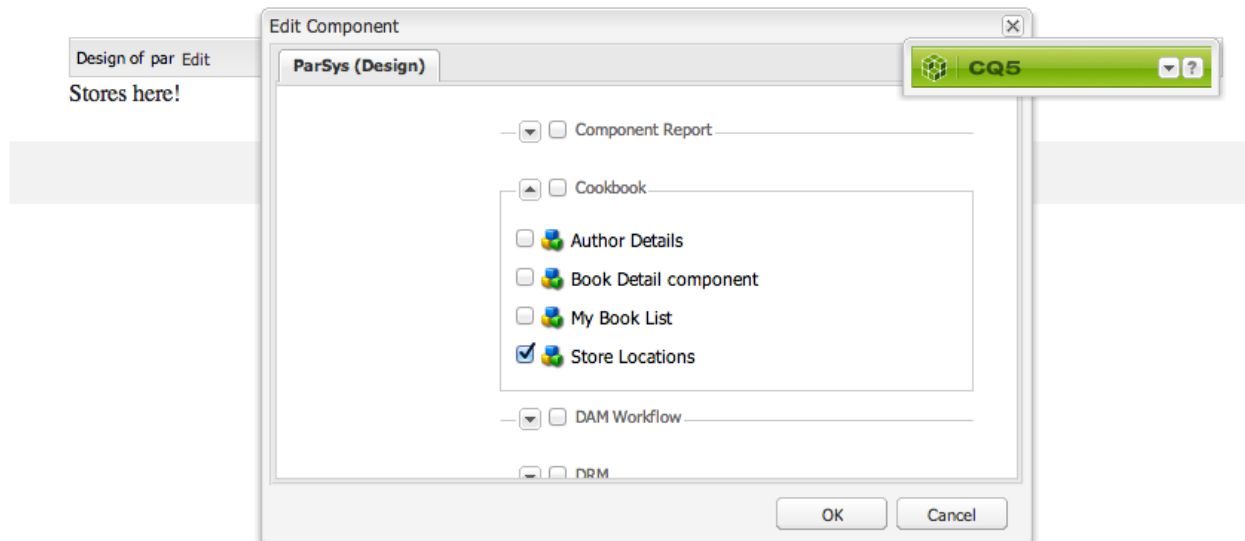 Edit Component
Design of par Edit
ParSys (Design)
CQ5
?
Stores here!
Component Report
Cookbook
Author Details
Book Detail component
My Book List
Store Locations
DAM Workflow
DRM
OK Cancel